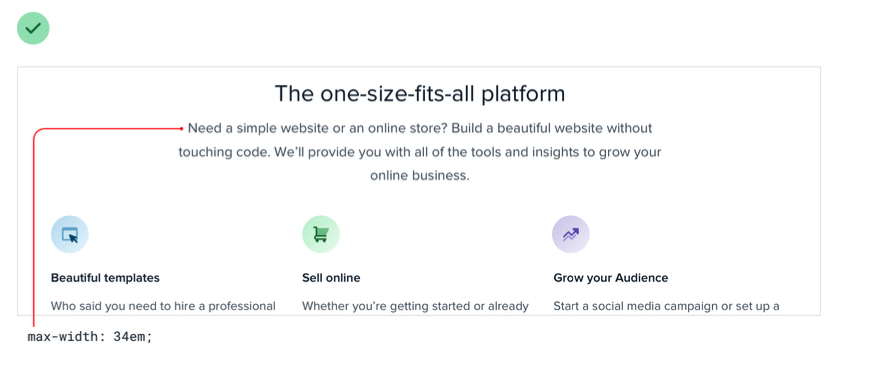 The one-size-fits-all platform
Need a simple website or an online store? Build a beautiful website without
touching code. We'll provide you with all of the tools and insights to grow your
online business.
Beautiful templates
Sell online
Grow your Audience
Who said you need to hire a professional
Whether you're getting started or already
Start a social media campaign or set up a
max-width: 34em;